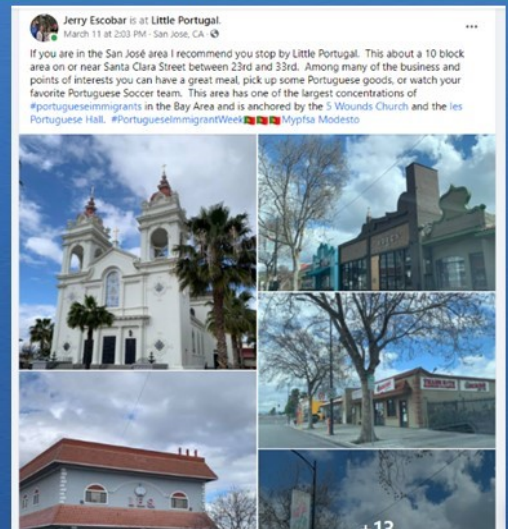 Jerry Escobar is at Little Portugal.
March 11 at 2:03 PM · San Jose, CA ·
If you are in the San José area I recommend you stop by Little Portugal. This about a 10 block
area on or near Santa Clara Street between 23rd and 33rd. Among many of the business and
points of interests you can have a great meal, pick up some Portuguese goods, or watch your
favorite Portuguese Soccer team. This area has one of the largest concentrations of
#portugueseimmigrants in the Bay Area and is anchored by the 5 Wounds Church and the Ies
Portuguese Hall. #PortugueseImmigrantWeek🇵🇹🇵🇹🇵🇹Mypfsa Modesto
+13